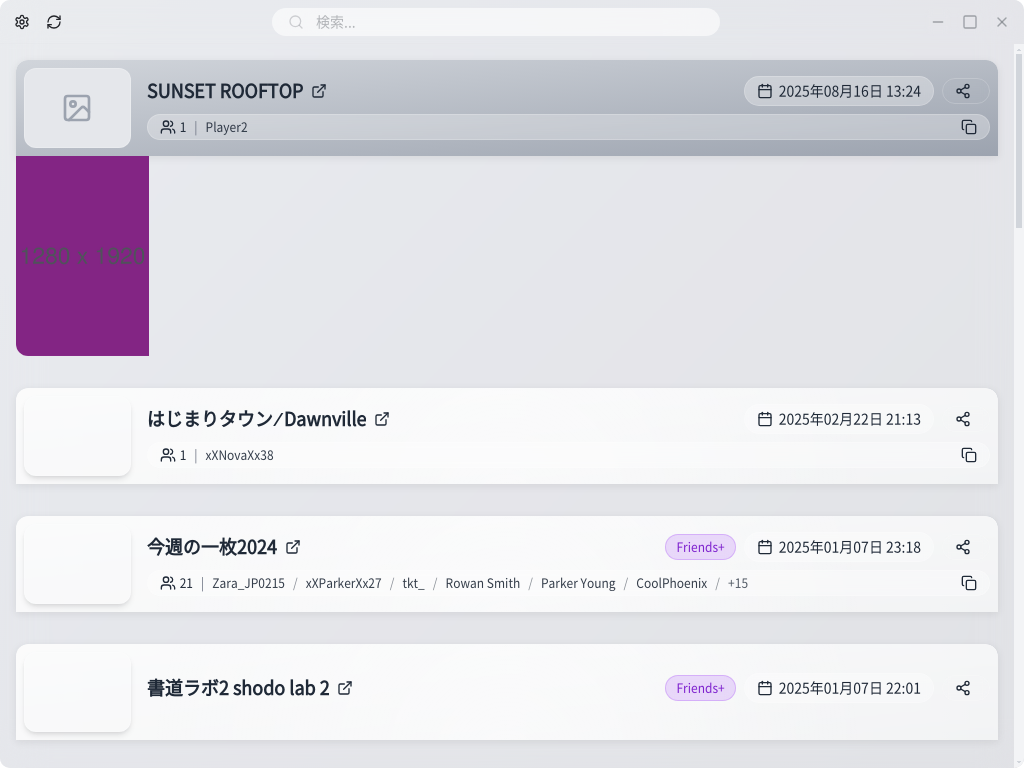 検索...
SUNSET ROOFTOP
2025年08月16日 13:24
1 | Player2
1280 x 1920
はじまりタウン⁄Dawnville
2025年02月22日 21:13
1 | xXNovaXx38
今週の一枚2024
Friends+
2025年01月07日 23:18
21 | Zara_JP0215 / xXParkerXx27 / tkt_ / Rowan Smith / Parker Young / CoolPhoenix / +15
書道ラボ2 shodo lab 2
Friends+
2025年01月07日 22:01